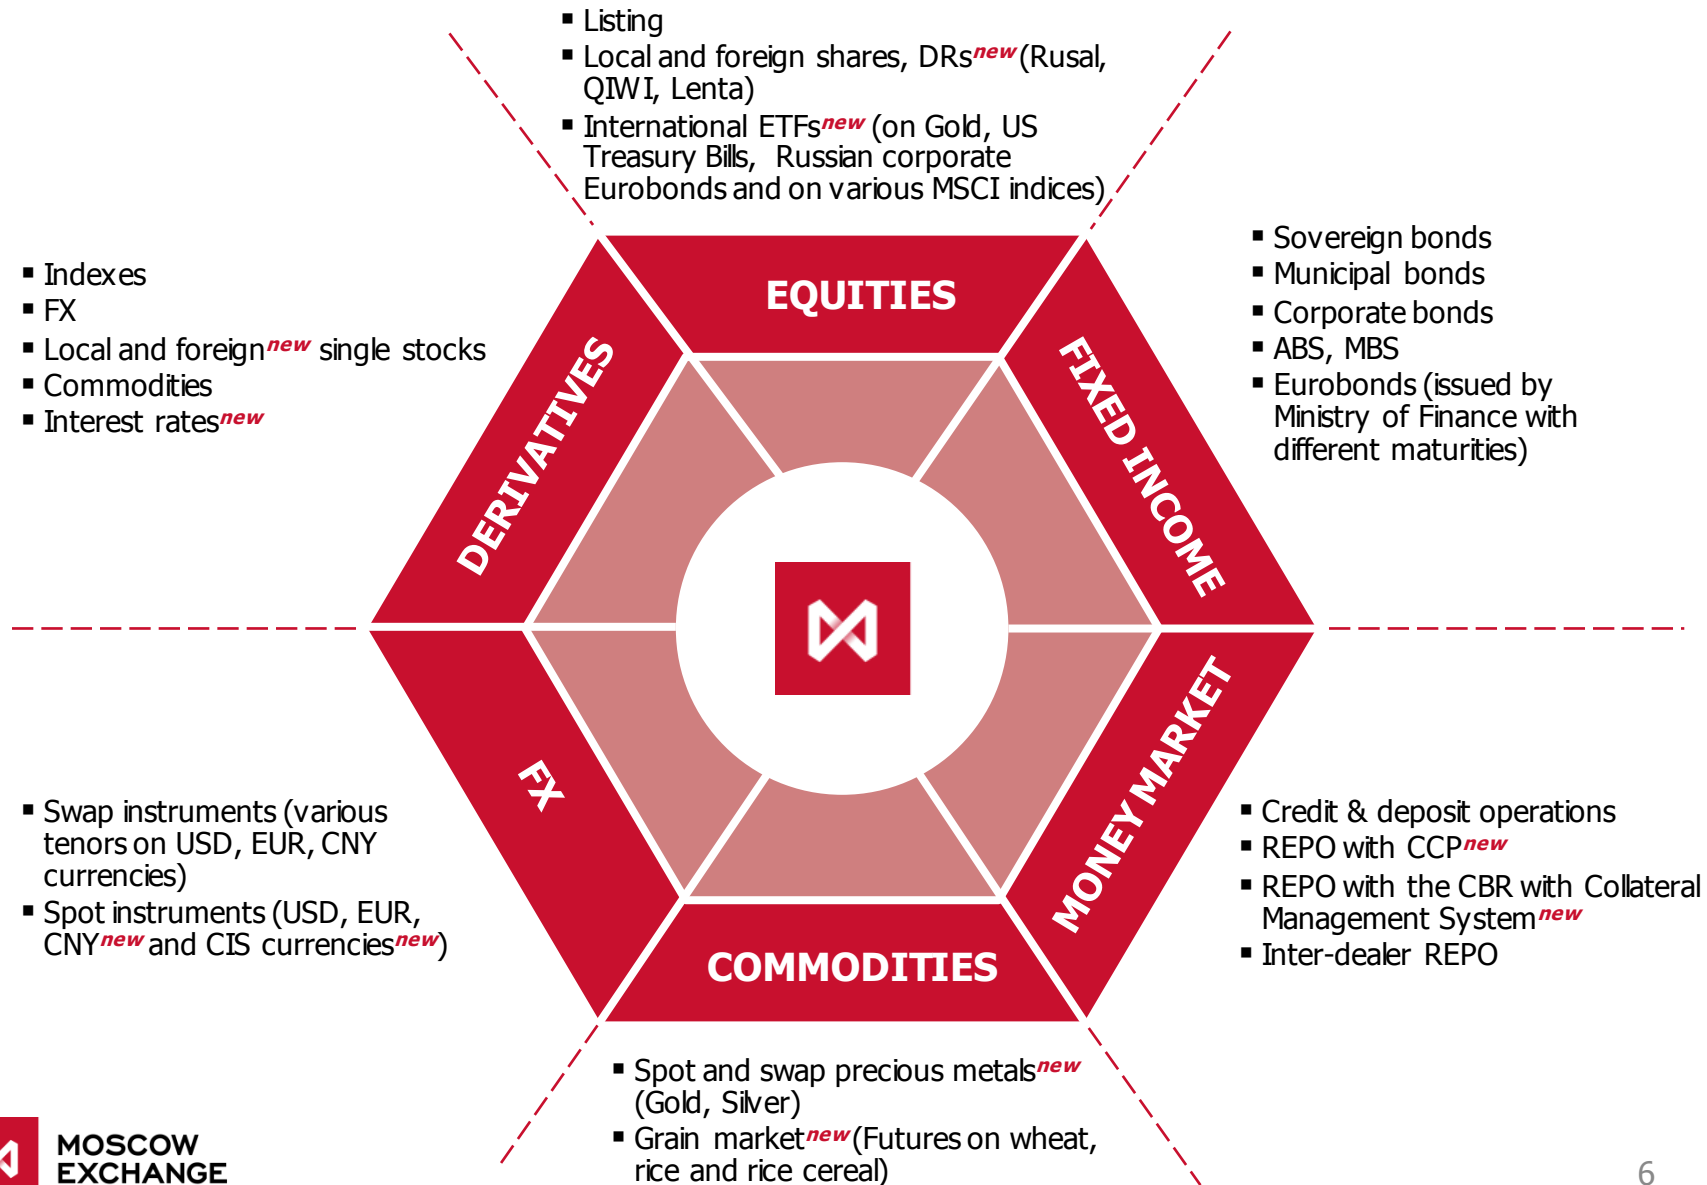 ▪ Listing
▪ Local and foreign shares, DRsnew (Rusal,
QIWI, Lenta)
▪ International ETFsnew (on Gold, US
Treasury Bills, Russian corporate
Eurobonds and on various MSCI indices)
▪ Indexes
▪ FX
▪ Local and foreignnew single stocks
▪ Commodities
▪ Interest ratesnew
EQUITIES
▪ Sovereign bonds
▪ Municipal bonds
▪ Corporate bonds
▪ ABS, MBS
▪ Eurobonds (issued by
Ministry of Finance with
different maturities)
DERIVATIVES
FIXED INCOME
FX
MONEY MARKET
▪ Swap instruments (various
tenors on USD, EUR, CNY
currencies)
▪ Spot instruments (USD, EUR,
CNYnew and CIS currenciesnew)
▪ Credit & deposit operations
▪ REPO with CCPnew
▪ REPO with the CBR with Collateral
Management Systemnew
▪ Inter-dealer REPO
COMMODITIES
▪ Spot and swap precious metalsnew
(Gold, Silver)
▪ Grain marketnew (Futures on wheat,
rice and rice cereal)
MOSCOW
EXCHANGE
6